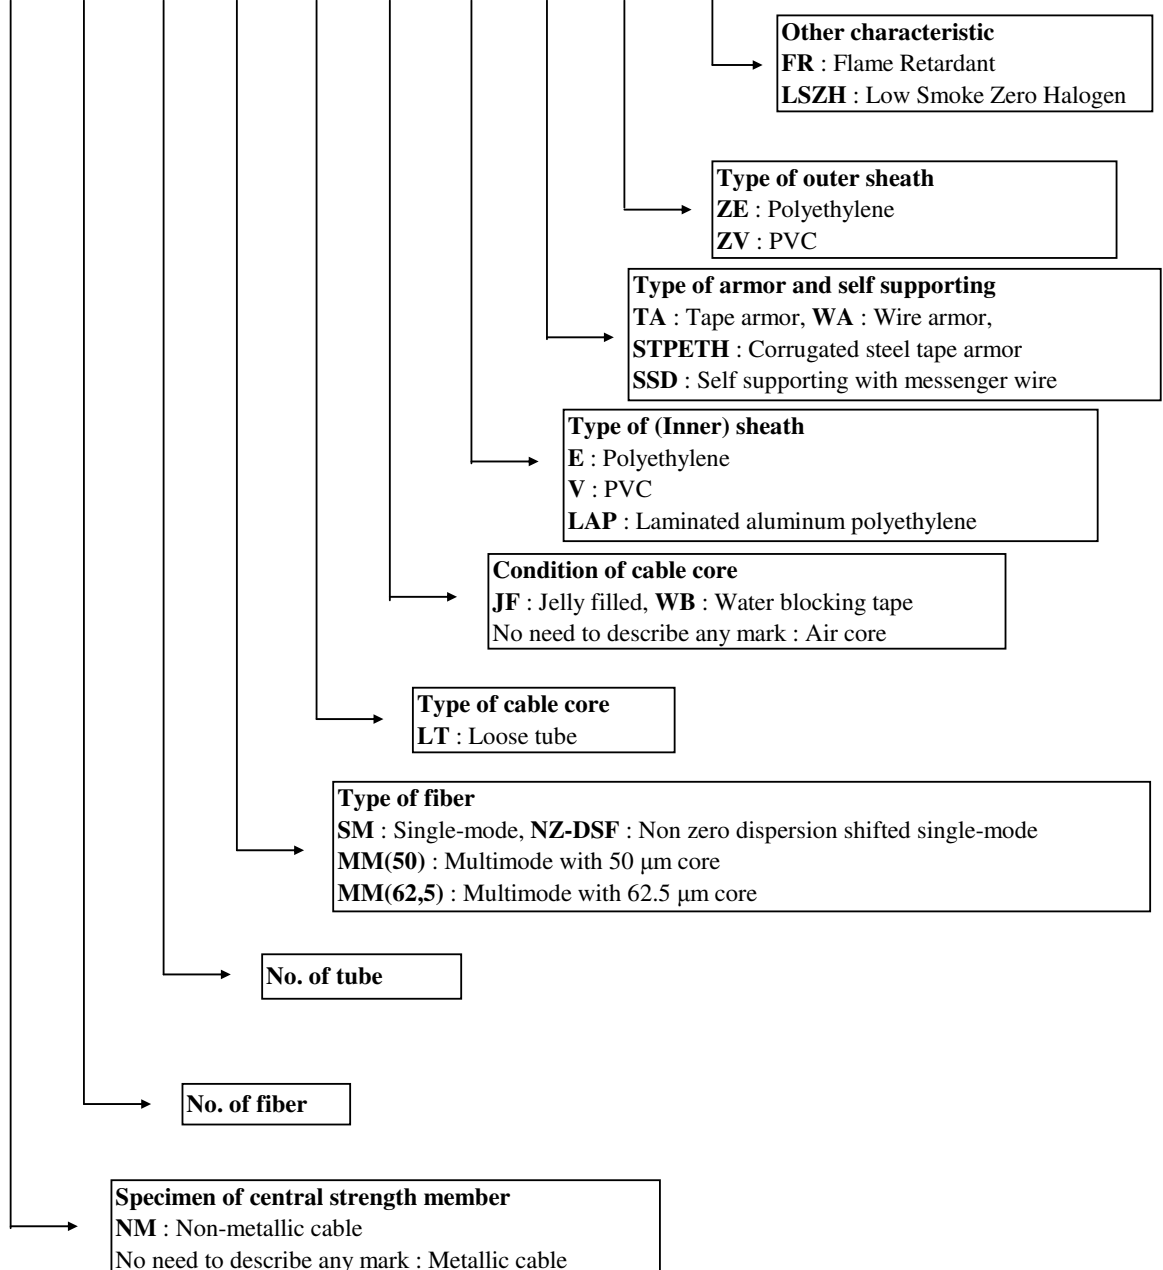 Other characteristic
FR : Flame Retardant
LSZH : Low Smoke Zero Halogen
Type of outer sheath
ZE : Polyethylene
ZV : PVC
Type of armor and self supporting
TA : Tape armor, WA : Wire armor,
STPETH : Corrugated steel tape armor
SSD : Self supporting with messenger wire
Type of (Inner) sheath
E : Polyethylene
V : PVC
LAP : Laminated aluminum polyethylene
Condition of cable core
JF : Jelly filled, WB : Water blocking tape
No need to describe any mark : Air core
Type of cable core
LT : Loose tube
Type of fiber
SM : Single-mode, NZ-DSF : Non zero dispersion shifted single-mode
MM(50) : Multimode with 50 μm core
MM(62,5) : Multimode with 62.5 μm core
No. of tube
No. of fiber
Specimen of central strength member
NM : Non-metallic cable
No need to describe any mark : Metallic cable